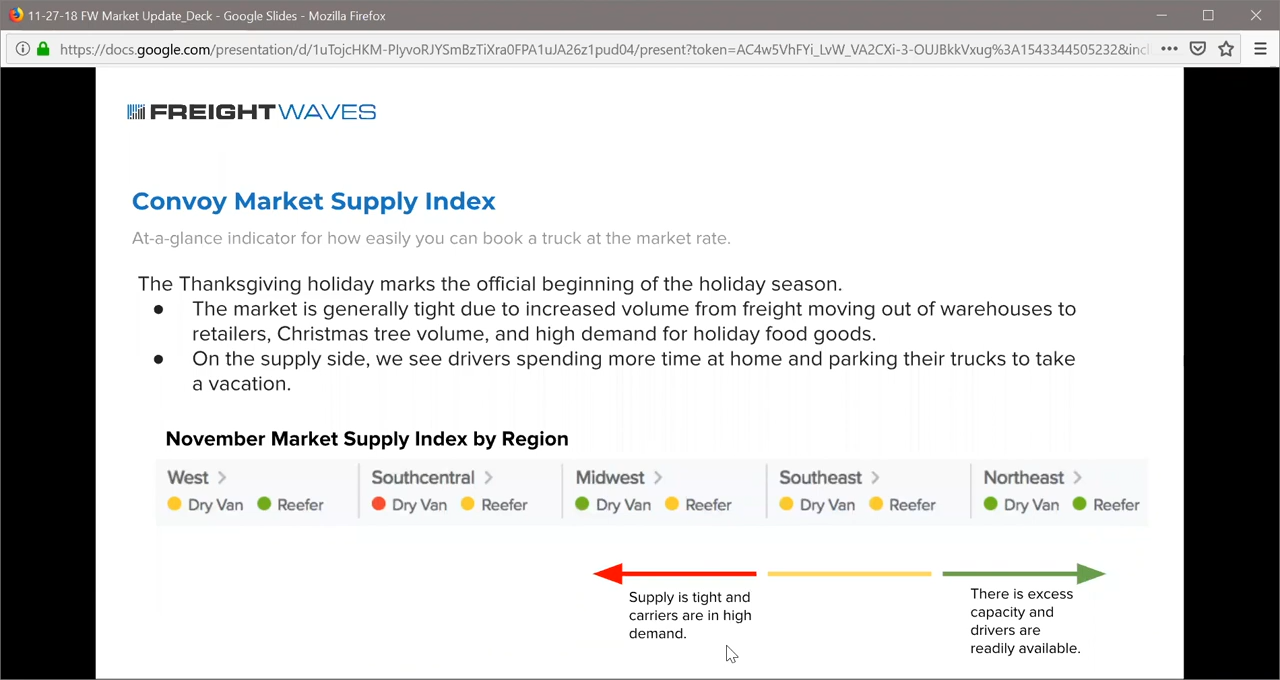 11-27-18 FW Market Update_Deck - Google Slides - Mozilla Firefox
https://docs.google.com/presentation/d/1uTojcHKM-PIyvoRJYSmBzTiXra0FPA1uJA26z1pud04/present?token=AC4w5VhFYi_LvW_VA2CXi-3-OUJBkkVxug%3A1543344505232&incl
FREIGHTWAVES
Convoy Market Supply Index
At-a-glance indicator for how easily you can book a truck at the market rate.
The Thanksgiving holiday marks the official beginning of the holiday season.
● The market is generally tight due to increased volume from freight moving out of warehouses to
retailers, Christmas tree volume, and high demand for holiday food goods.
● On the supply side, we see drivers spending more time at home and parking their trucks to take
a vacation.
November Market Supply Index by Region
West > Southcentral > Midwest > Southeast > Northeast >
Dry Van Reefer Dry Van Reefer Dry Van Reefer Dry Van Reefer Dry Van Reefer
Supply is tight and
carriers are in high
demand.
There is excess
capacity and
drivers are
readily available.